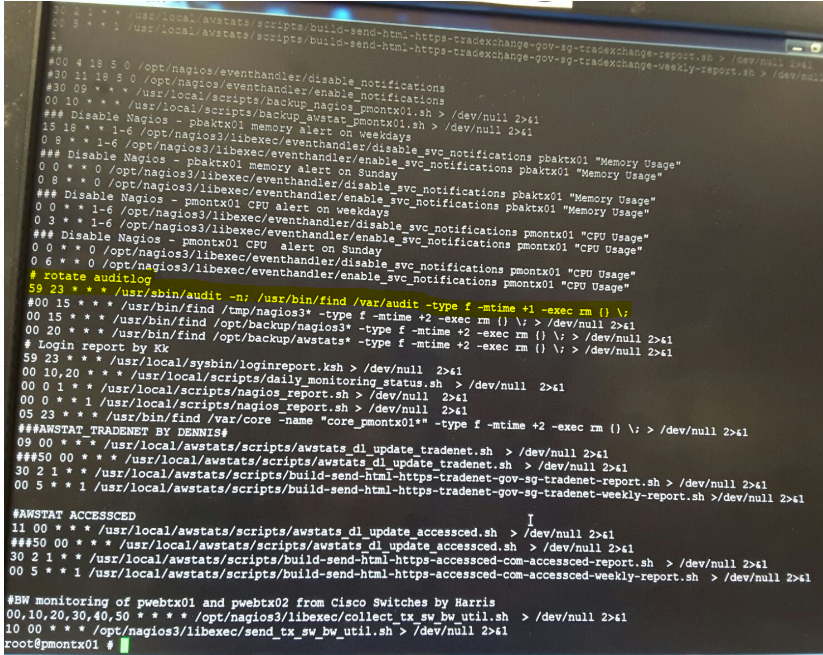 30 2 1 * * /usr/local/awstats/scripts/build-send-html-https-tradexchange-gov-sg-tradexchange-report.sh > /dev/null 2>&1
00 5 * * 1 /usr/local/awstats/scripts/build-send-html-https-tradexchange-gov-sg-tradexchange-weekly-report.sh > /dev/null 2>&1
##
#00 4 18 5 0 /opt/nagios/eventhandler/disable_notifications
#30 11 18 5 0 /opt/nagios/eventhandler/enable_notifications
#30 09 * * * /usr/local/scripts/backup_nagios_pmontx01.sh > /dev/null 2>&1
00 10 * * * /usr/local/scripts/backup_awstat_pmontx01.sh > /dev/null 2>&1
### Disable Nagios - pbaktx01 memory alert on weekdays
15 18 * * 1-6 /opt/nagios3/libexec/eventhandler/disable_svc_notifications pbaktx01 "Memory Usage"
0 8 * * 1-6 /opt/nagios3/libexec/eventhandler/enable_svc_notifications pbaktx01 "Memory Usage"
### Disable Nagios - pbaktx01 memory alert on Sunday
0 0 * * 0 /opt/nagios3/libexec/eventhandler/disable_svc_notifications pbaktx01 "Memory Usage"
0 8 * * 0 /opt/nagios3/libexec/eventhandler/enable_svc_notifications pbaktx01 "Memory Usage"
### Disable Nagios - pmontx01 CPU alert on weekdays
0 0 * * 1-6 /opt/nagios3/libexec/eventhandler/disable_svc_notifications pmontx01 "CPU Usage"
0 3 * * 1-6 /opt/nagios3/libexec/eventhandler/enable_svc_notifications pmontx01 "CPU Usage"
### Disable Nagios - pmontx01 CPU  alert on Sunday
0 0 * * 0 /opt/nagios3/libexec/eventhandler/disable_svc_notifications pmontx01 "CPU Usage"
0 6 * * 0 /opt/nagios3/libexec/eventhandler/enable_svc_notifications pmontx01 "CPU Usage"
# rotate auditlog
59 23 * * * /usr/sbin/audit -n; /usr/bin/find /var/audit -type f -mtime +1 -exec rm {} \;
#00 15 * * * /usr/bin/find /tmp/nagios3* -type f -mtime +2 -exec rm {} \; > /dev/null 2>&1
00 15 * * * /usr/bin/find /opt/backup/nagios* -type f -mtime +2 -exec rm {} \; > /dev/null 2>&1
00 20 * * * /usr/bin/find /opt/backup/awstats* -type f -mtime +2 -exec rm {} \; > /dev/null 2>&1
# Login report by Kk
59 23 * * * /usr/local/sysbin/loginreport.ksh > /dev/null  2>&1
00 10,20 * * * /usr/local/scripts/daily_monitoring_status.sh  > /dev/null  2>&1
00 0 1 * * /usr/local/scripts/nagios_report.sh > /dev/null  2>&1
00 0 * * 1 /usr/local/scripts/nagios_report.sh > /dev/null  2>&1
05 23 * * * /usr/bin/find /var/core -name "core_pmontx01*" -type f -mtime +2 -exec rm {} \; > /dev/null 2>&1
###AWSTAT_TRADENET BY DENNIS#
09 00 * * * /usr/local/awstats/scripts/awstats_dl_update_tradenet.sh  > /dev/null 2>&1
###50 00 * * * /usr/local/awstats/scripts/awstats_dl_update_tradenet.sh  > /dev/null 2>&1
30 2 1 * * /usr/local/awstats/scripts/build-send-html-https-tradenet-gov-sg-tradenet-report.sh > /dev/null 2>&1
00 5 * * 1 /usr/local/awstats/scripts/build-send-html-https-tradenet-gov-sg-tradenet-weekly-report.sh >/dev/null 2>&1
#AWSTAT ACCESSCED
11 00 * * * /usr/local/awstats/scripts/awstats_dl_update_accessced.sh  > /dev/null 2>&1
###50 00 * * * /usr/local/awstats/scripts/awstats_dl_update_accessced.sh  > /dev/null 2>&1
30 2 1 * * /usr/local/awstats/scripts/build-send-html-https-accessced-com-accessced-report.sh > /dev/null 2>&1
00 5 * * 1 /usr/local/awstats/scripts/build-send-html-https-accessced-com-accessced-weekly-report.sh  > /dev/null 2>&1
#BW monitoring of pwebtx01 and pwebtx02 from Cisco Switches by Harris
00,10,20,30,40,50 * * * * /opt/nagios3/libexec/collect_tx_sw_bw_util.sh  > /dev/null 2>&1
10 00 * * * /opt/nagios3/libexec/send_tx_sw_bw_util.sh > /dev/null 2>&1
root@pmontx01 #